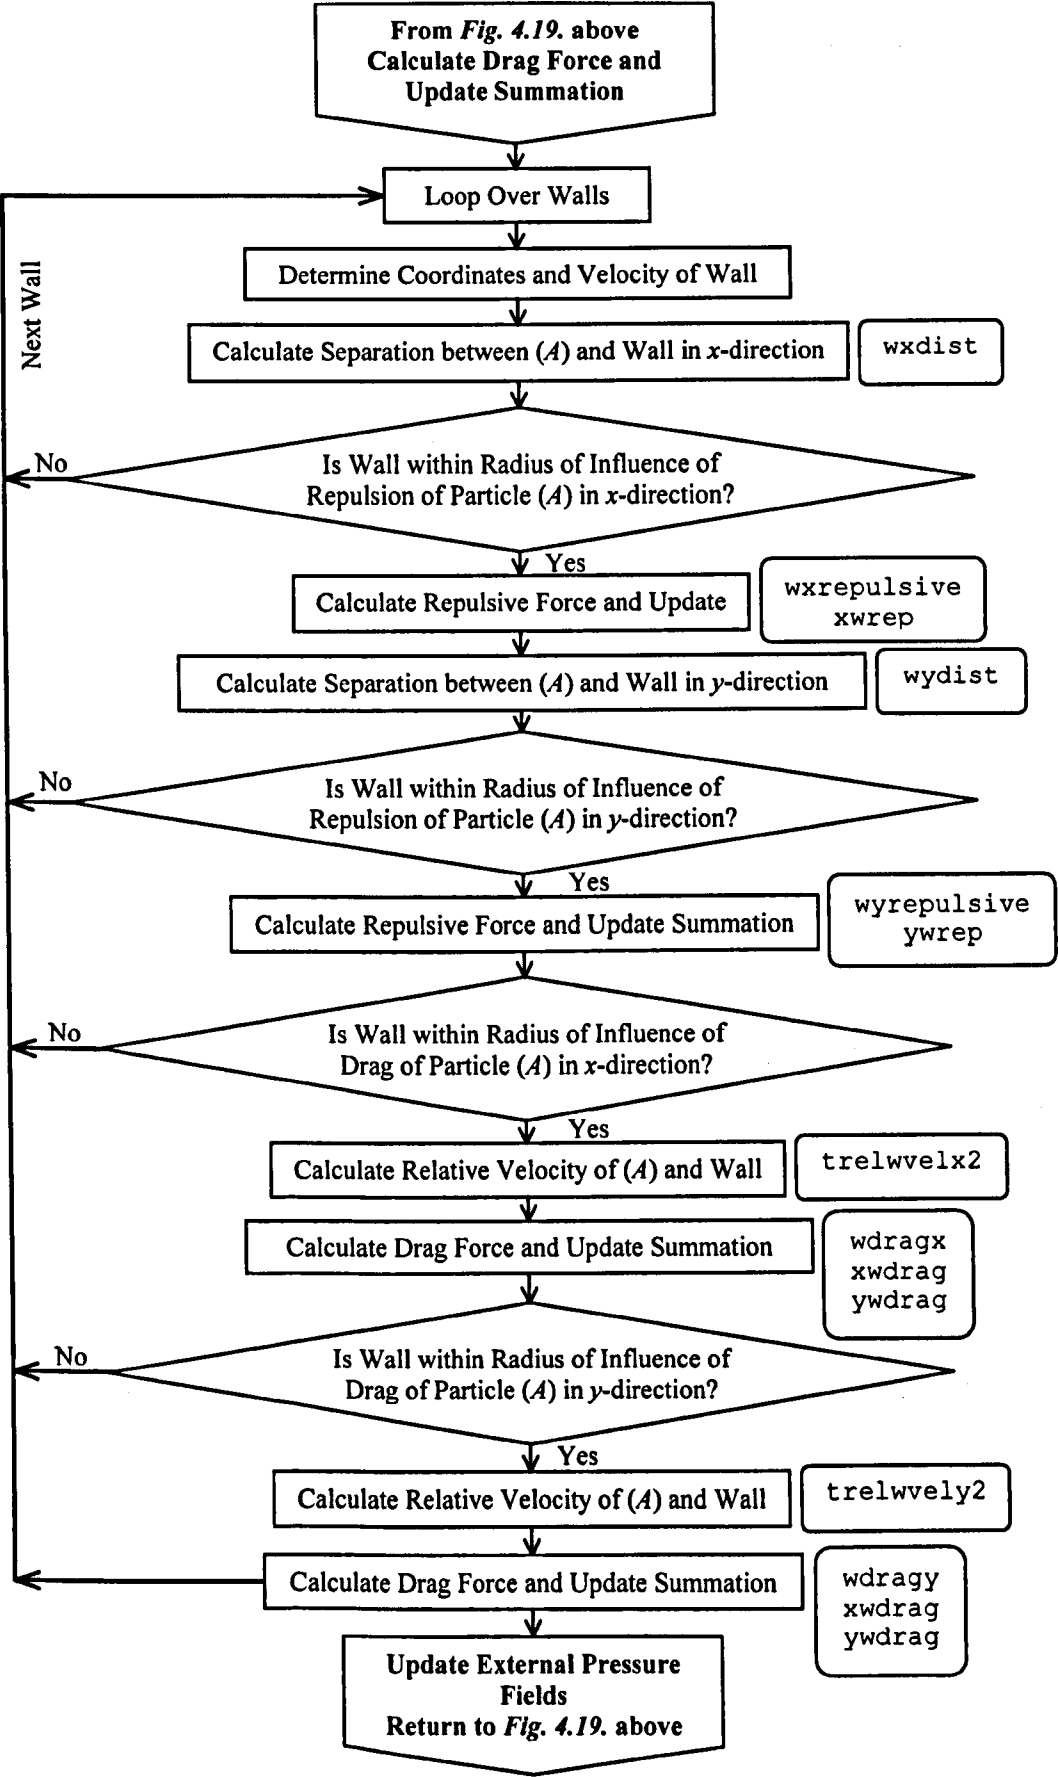 From Fig. 4.19. above
Calculate Drag Force and
Update Summation
Loop Over Walls
Next Wall
Determine Coordinates and Velocity of Wall
Calculate Separation between (A) and Wall in x-direction
wxdist
Is Wall within Radius of Influence of
Repulsion of Particle (A) in x-direction?
No
Yes
Calculate Repulsive Force and Update
wxrepulsive
xwrep
Calculate Separation between (A) and Wall in y-direction
wydist
Is Wall within Radius of Influence of
Repulsion of Particle (A) in y-direction?
No
Yes
Calculate Repulsive Force and Update Summation
wyrepulsive
ywrep
Is Wall within Radius of Influence of
Drag of Particle (A) in x-direction?
No
Yes
Calculate Relative Velocity of (A) and Wall
trelwvelx2
Calculate Drag Force and Update Summation
wdragx
xwdrag
ywdrag
Is Wall within Radius of Influence of
Drag of Particle (A) in y-direction?
No
Yes
Calculate Relative Velocity of (A) and Wall
trelwvely2
Calculate Drag Force and Update Summation
wdragy
xwdrag
ywdrag
Update External Pressure
Fields
Return to Fig. 4.19. above